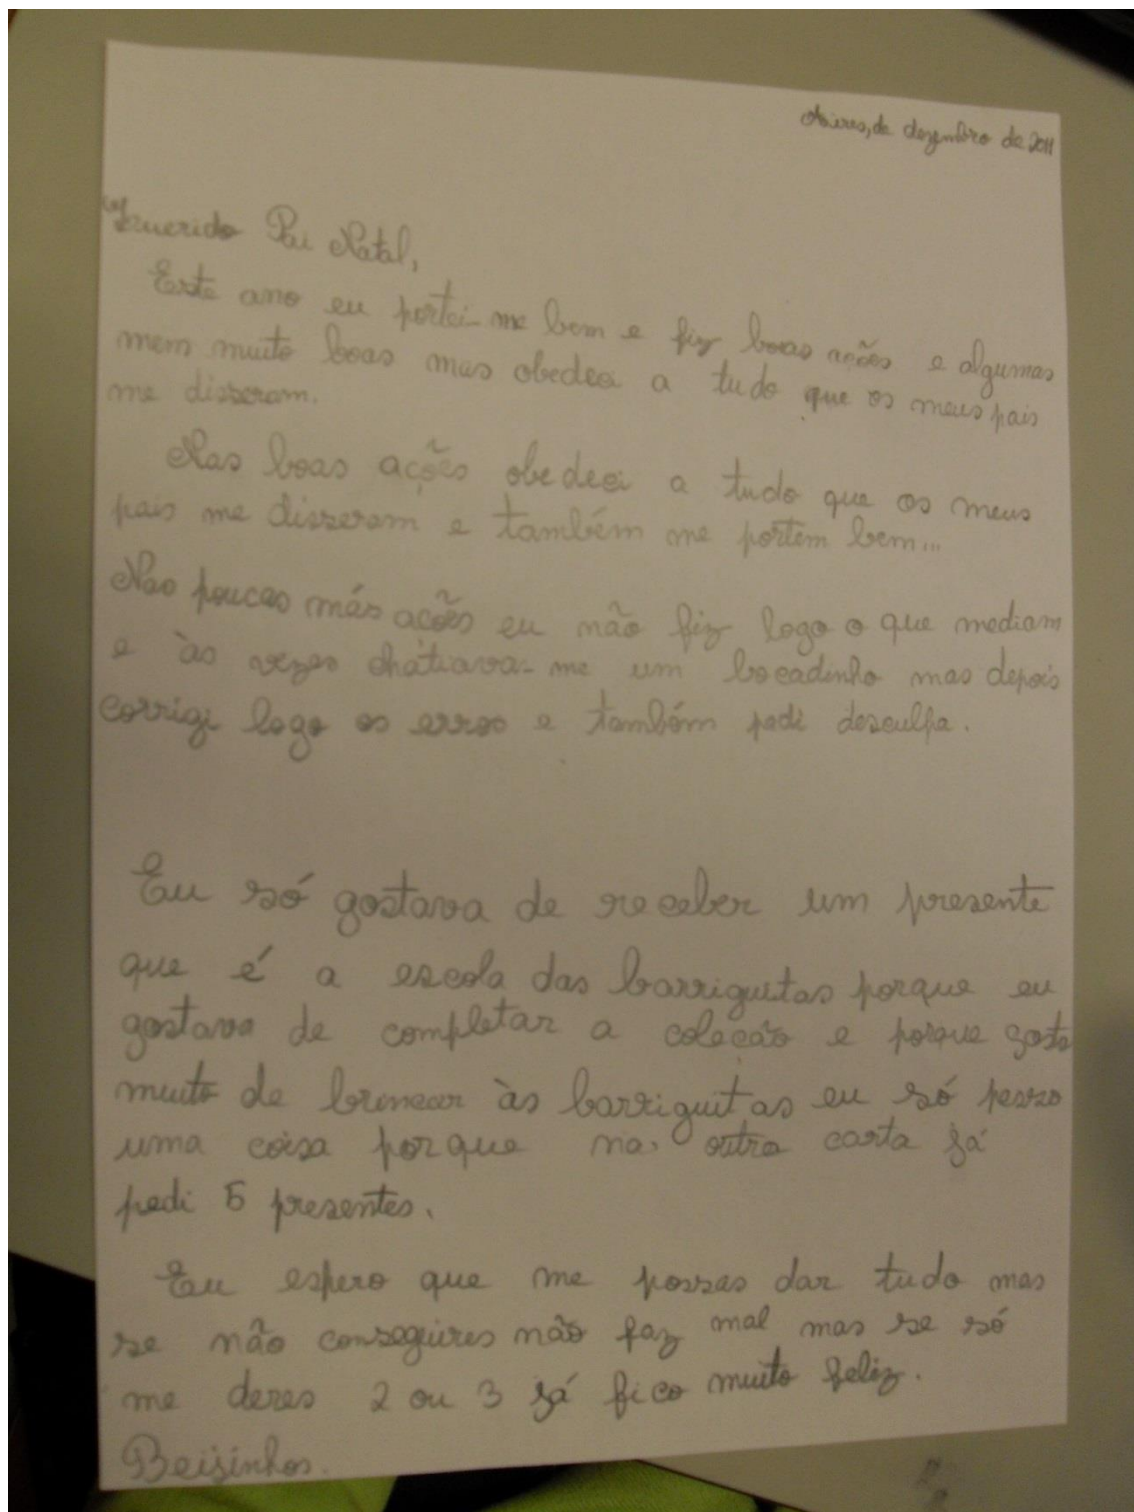 de dezembro de 2011
Querido Pai Natal,
Este ano eu portei-me bem e fiz boas ações e algumas
mem muito boas mas obedeci a tudo que os meus pais
me disseram.
Nas boas ações obedeci a tudo que os meus
pais me disseram e também me portem bem...
Nas poucas más ações eu não fiz logo o que mediam
e às vezes chatiava-me um bocadinho mas depois
corrigi logo os erros e também pedi desculpa.
Eu só gostava de receber um presente
que é a escola das barriguitas porque eu
gostava de completar a coleção e porque gosto
muito de brincar às barriguitas eu só pesso
uma coisa porque na outra carta já
pedi 5 presentes.
Eu espero que me possas dar tudo mas
se não conseguires não faz mal mas se só
me deres 2 ou 3 já fico muito feliz.
Beijinhos.